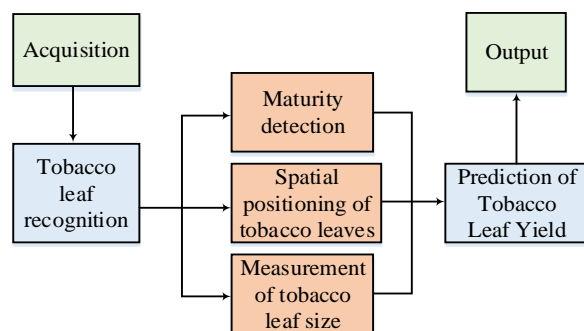 Acquisition
Tobacco
leaf
recognition
Maturity
detection
Spatial
positioning of
tobacco leaves
Measurement
of tobacco
leaf size
Prediction of
Tobacco
Leaf Yield
Output